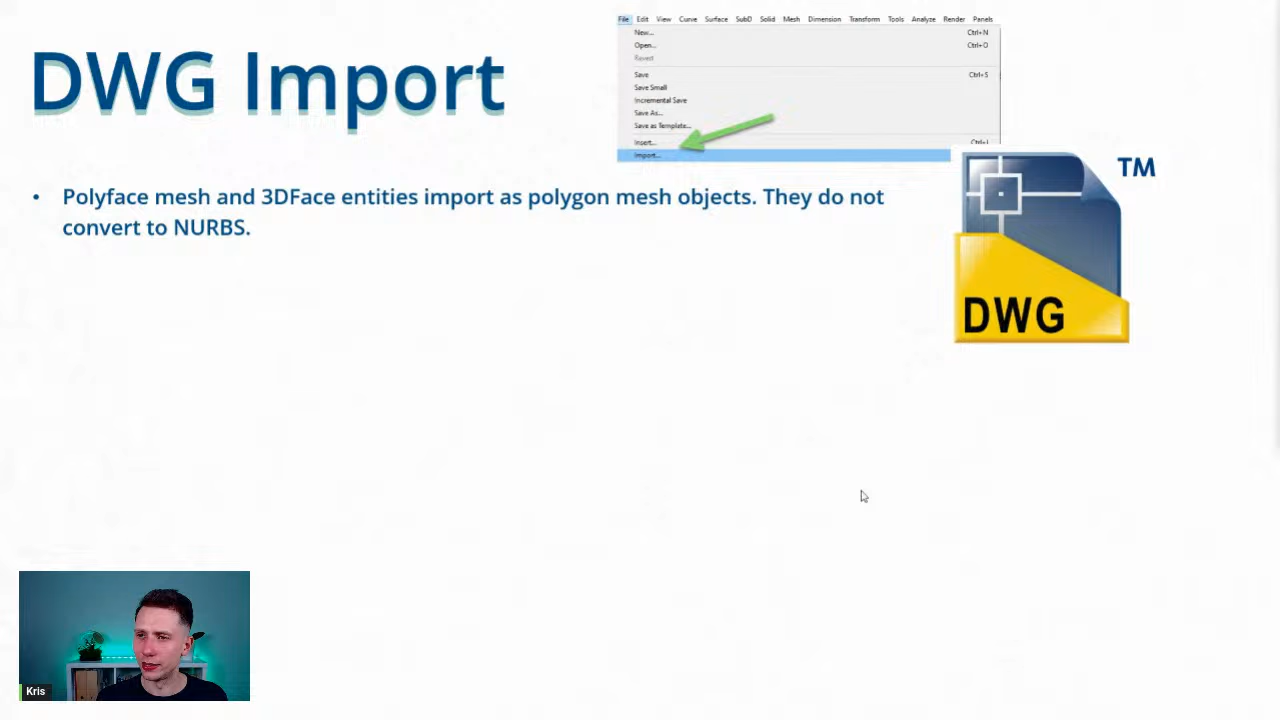 DWG Import
File Edit View Curve Surface SubD Solid Mesh Dimension Transform Tools Analyze Render Panels
New... Ctrl+N
Open... Ctrl+O
Revert
Save Ctrl+S
Save Small
Incremental Save
Save As...
Save as Template...
Insert... Ctrl+I
Import...
TM
• Polyface mesh and 3DFace entities import as polygon mesh objects. They do not
convert to NURBS.
DWG
Kris